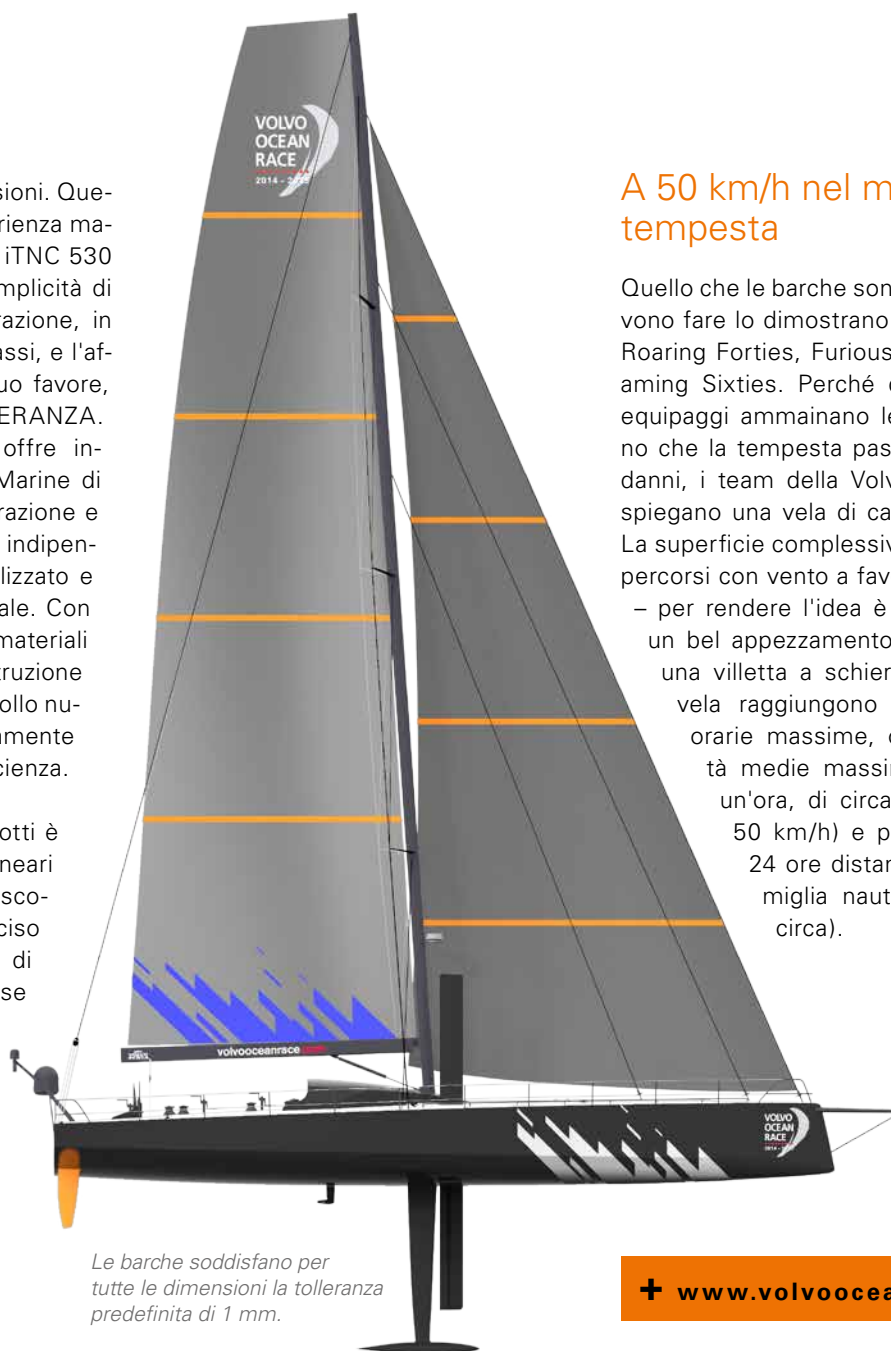 sioni. Que-
rienza ma-
iTNC 530
mplicità di
razione, in
assi, e l'af-
uo favore,
ERANZA.
offre in-
Marine di
razione e
indipen-
lizzato e
ale. Con
materiali
truzione
ollo nu-
amente
cienza.
otti è
neari
sco-
ciso
di
se
VOLVO
OCEAN
RACE
2014 -
volvooceanrace
Le barche soddisfano per
tutte le dimensioni la tolleranza
predefinita di 1 mm.
A 50 km/h nel m
tempesta
Quello che le barche son
vono fare lo dimostrano
Roaring Forties, Furious
aming Sixties. Perché
equipaggi ammainano le
no che la tempesta pas
danni, i team della Volv
spiegano una vela di ca
La superficie complessiv
percorsi con vento a fav
– per rendere l'idea è
un bel appezzamento
una villetta a schier
vela raggiungono
orarie massime,
tà medie massi
un'ora, di circa
50 km/h) e p
24 ore distan
miglia naut
circa).
VOLVO
OCEAN
RACE
+ www.volvoocea